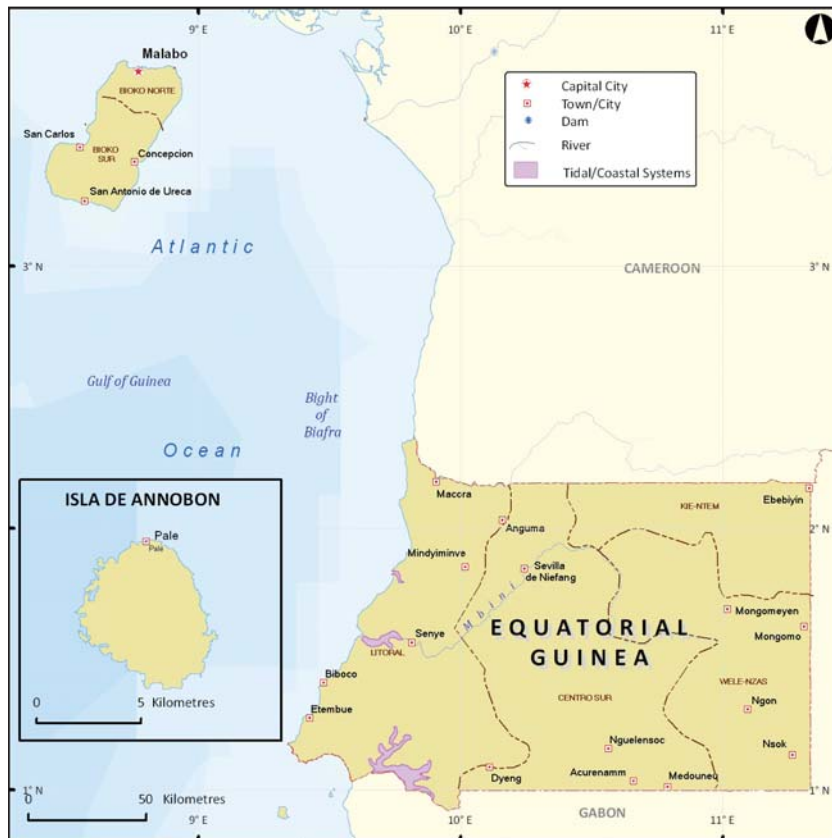 9° E
10° E
11° E
Malabo
BIOKO NORTE
San Carlos
BIOKO
SUR
Concepcion
San Antonio de Ureca
Capital City
Town/City
Dam
River
Tidal/Coastal Systems
Atlantic
3° N
CAMEROON
3° N
Gulf of Guinea
Bight
of
Biafra
Ocean
ISLA DE ANNOBON
Pale
Palé
0
5 Kilometres
Maccra
Ebebiyin
KIE-NTEM
Anguma
2° N
Mindyiminve
Sevilla
de Niefang
Mbini
Mongomeyen
EQUATORIAL
GUINEA
Mongomo
Senye
LITORAL
Biboco
WELE-NZAS
CENTRO SUR
Ngon
Etembue
Nguelensoc
Nsok
Dyeng
Acurenamm
Medouneu
1° N
1° N
0
50 Kilometres
GABON
9° E
10° E
11° E